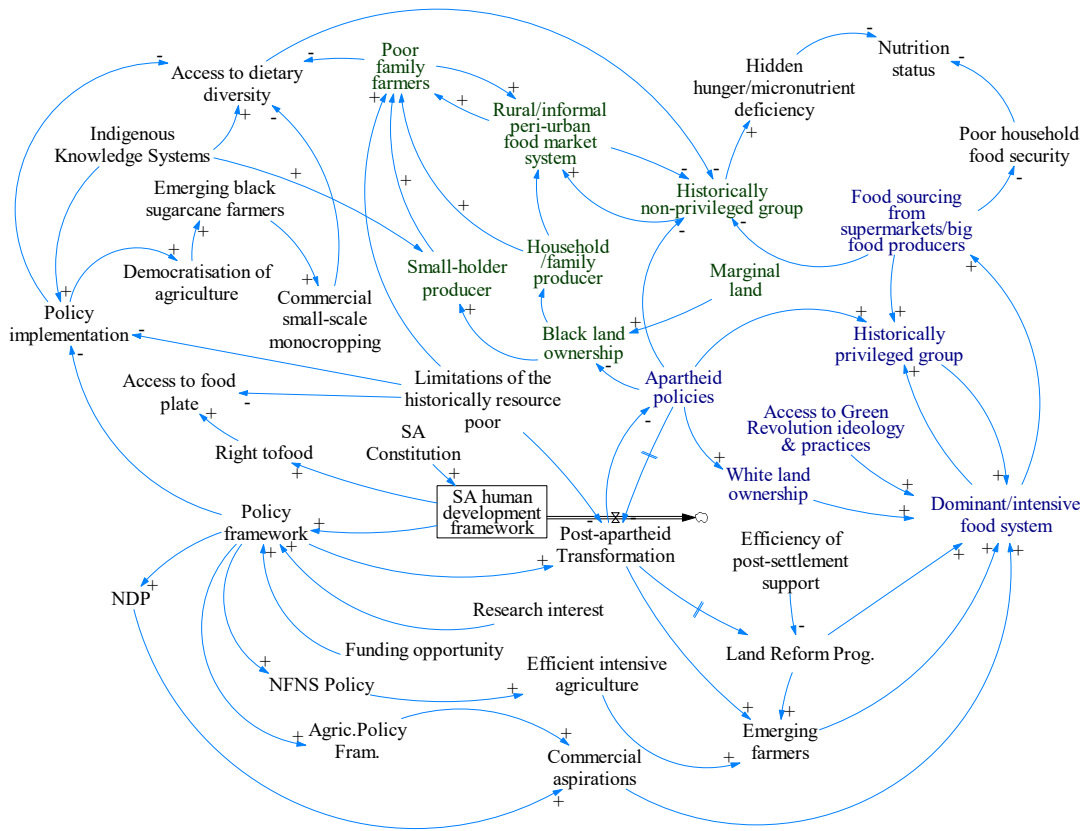 Poor family farmers
Nutrition status
Access to dietary diversity
Hidden hunger/micronutrient deficiency
Rural/informal peri-urban food market system
Indigenous Knowledge Systems
Poor household food security
Emerging black sugarcane farmers
Historically non-privileged group
Food sourcing from supermarkets/big food producers
Household /family producer
Small-holder producer
Marginal land
Democratisation of agriculture
Commercial small-scale monocropping
Policy implementation
Black land ownership
Historically privileged group
Access to food plate
Limitations of the historically resource poor
Apartheid policies
Access to Green Revolution ideology & practices
SA Constitution
Right tofood
White land ownership
SA human development framework
Dominant/intensive food system
Policy framework
Post-apartheid Transformation
Efficiency of post-settlement support
NDP
Research interest
Funding opportunity
Land Reform Prog.
Efficient intensive agriculture
NFNS Policy
Agric.Policy Fram.
Emerging farmers
Commercial aspirations